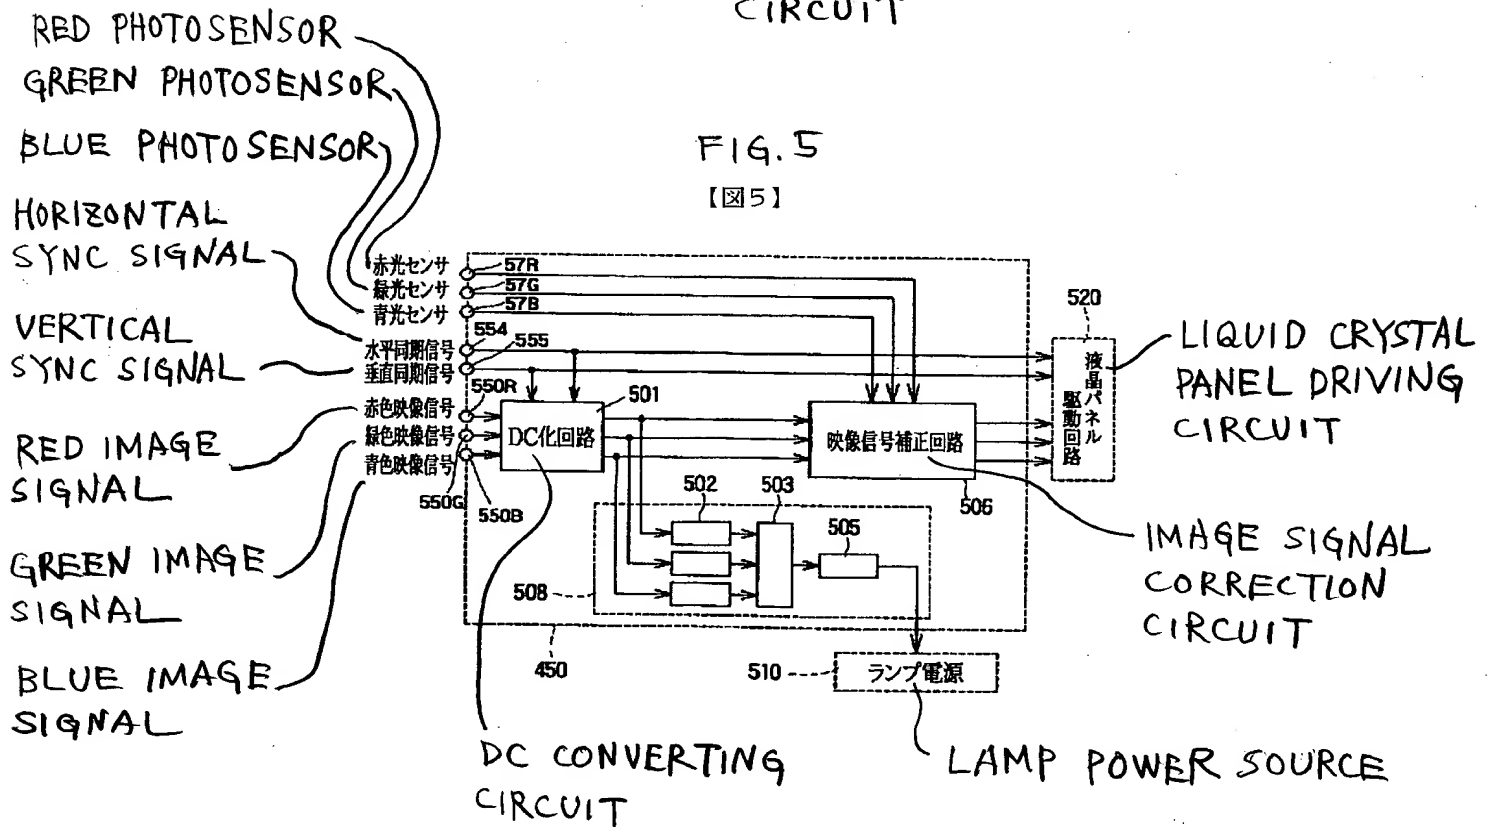 CIRCUIT
RED PHOTOSENSOR
GREEN PHOTOSENSOR
BLUE PHOTOSENSOR
FIG. 5
【図5】
HORIZONTAL
SYNC SIGNAL
VERTICAL
SYNC SIGNAL
RED IMAGE
SIGNAL
GREEN IMAGE
SIGNAL
BLUE IMAGE
SIGNAL
赤光センサ
57R
緑光センサ
57G
青光センサ
57B
水平同期信号
554
垂直同期信号
555
赤色映像信号
550R
緑色映像信号
青色映像信号
550G
550B
501
DC化回路
映像信号補正回路
506
520
液晶パネル
駆動回路
LIQUID CRYSTAL
PANEL DRIVING
CIRCUIT
502
503
505
508
450
510
ランプ電源
IMAGE SIGNAL
CORRECTION
CIRCUIT
DC CONVERTING
CIRCUIT
LAMP POWER SOURCE